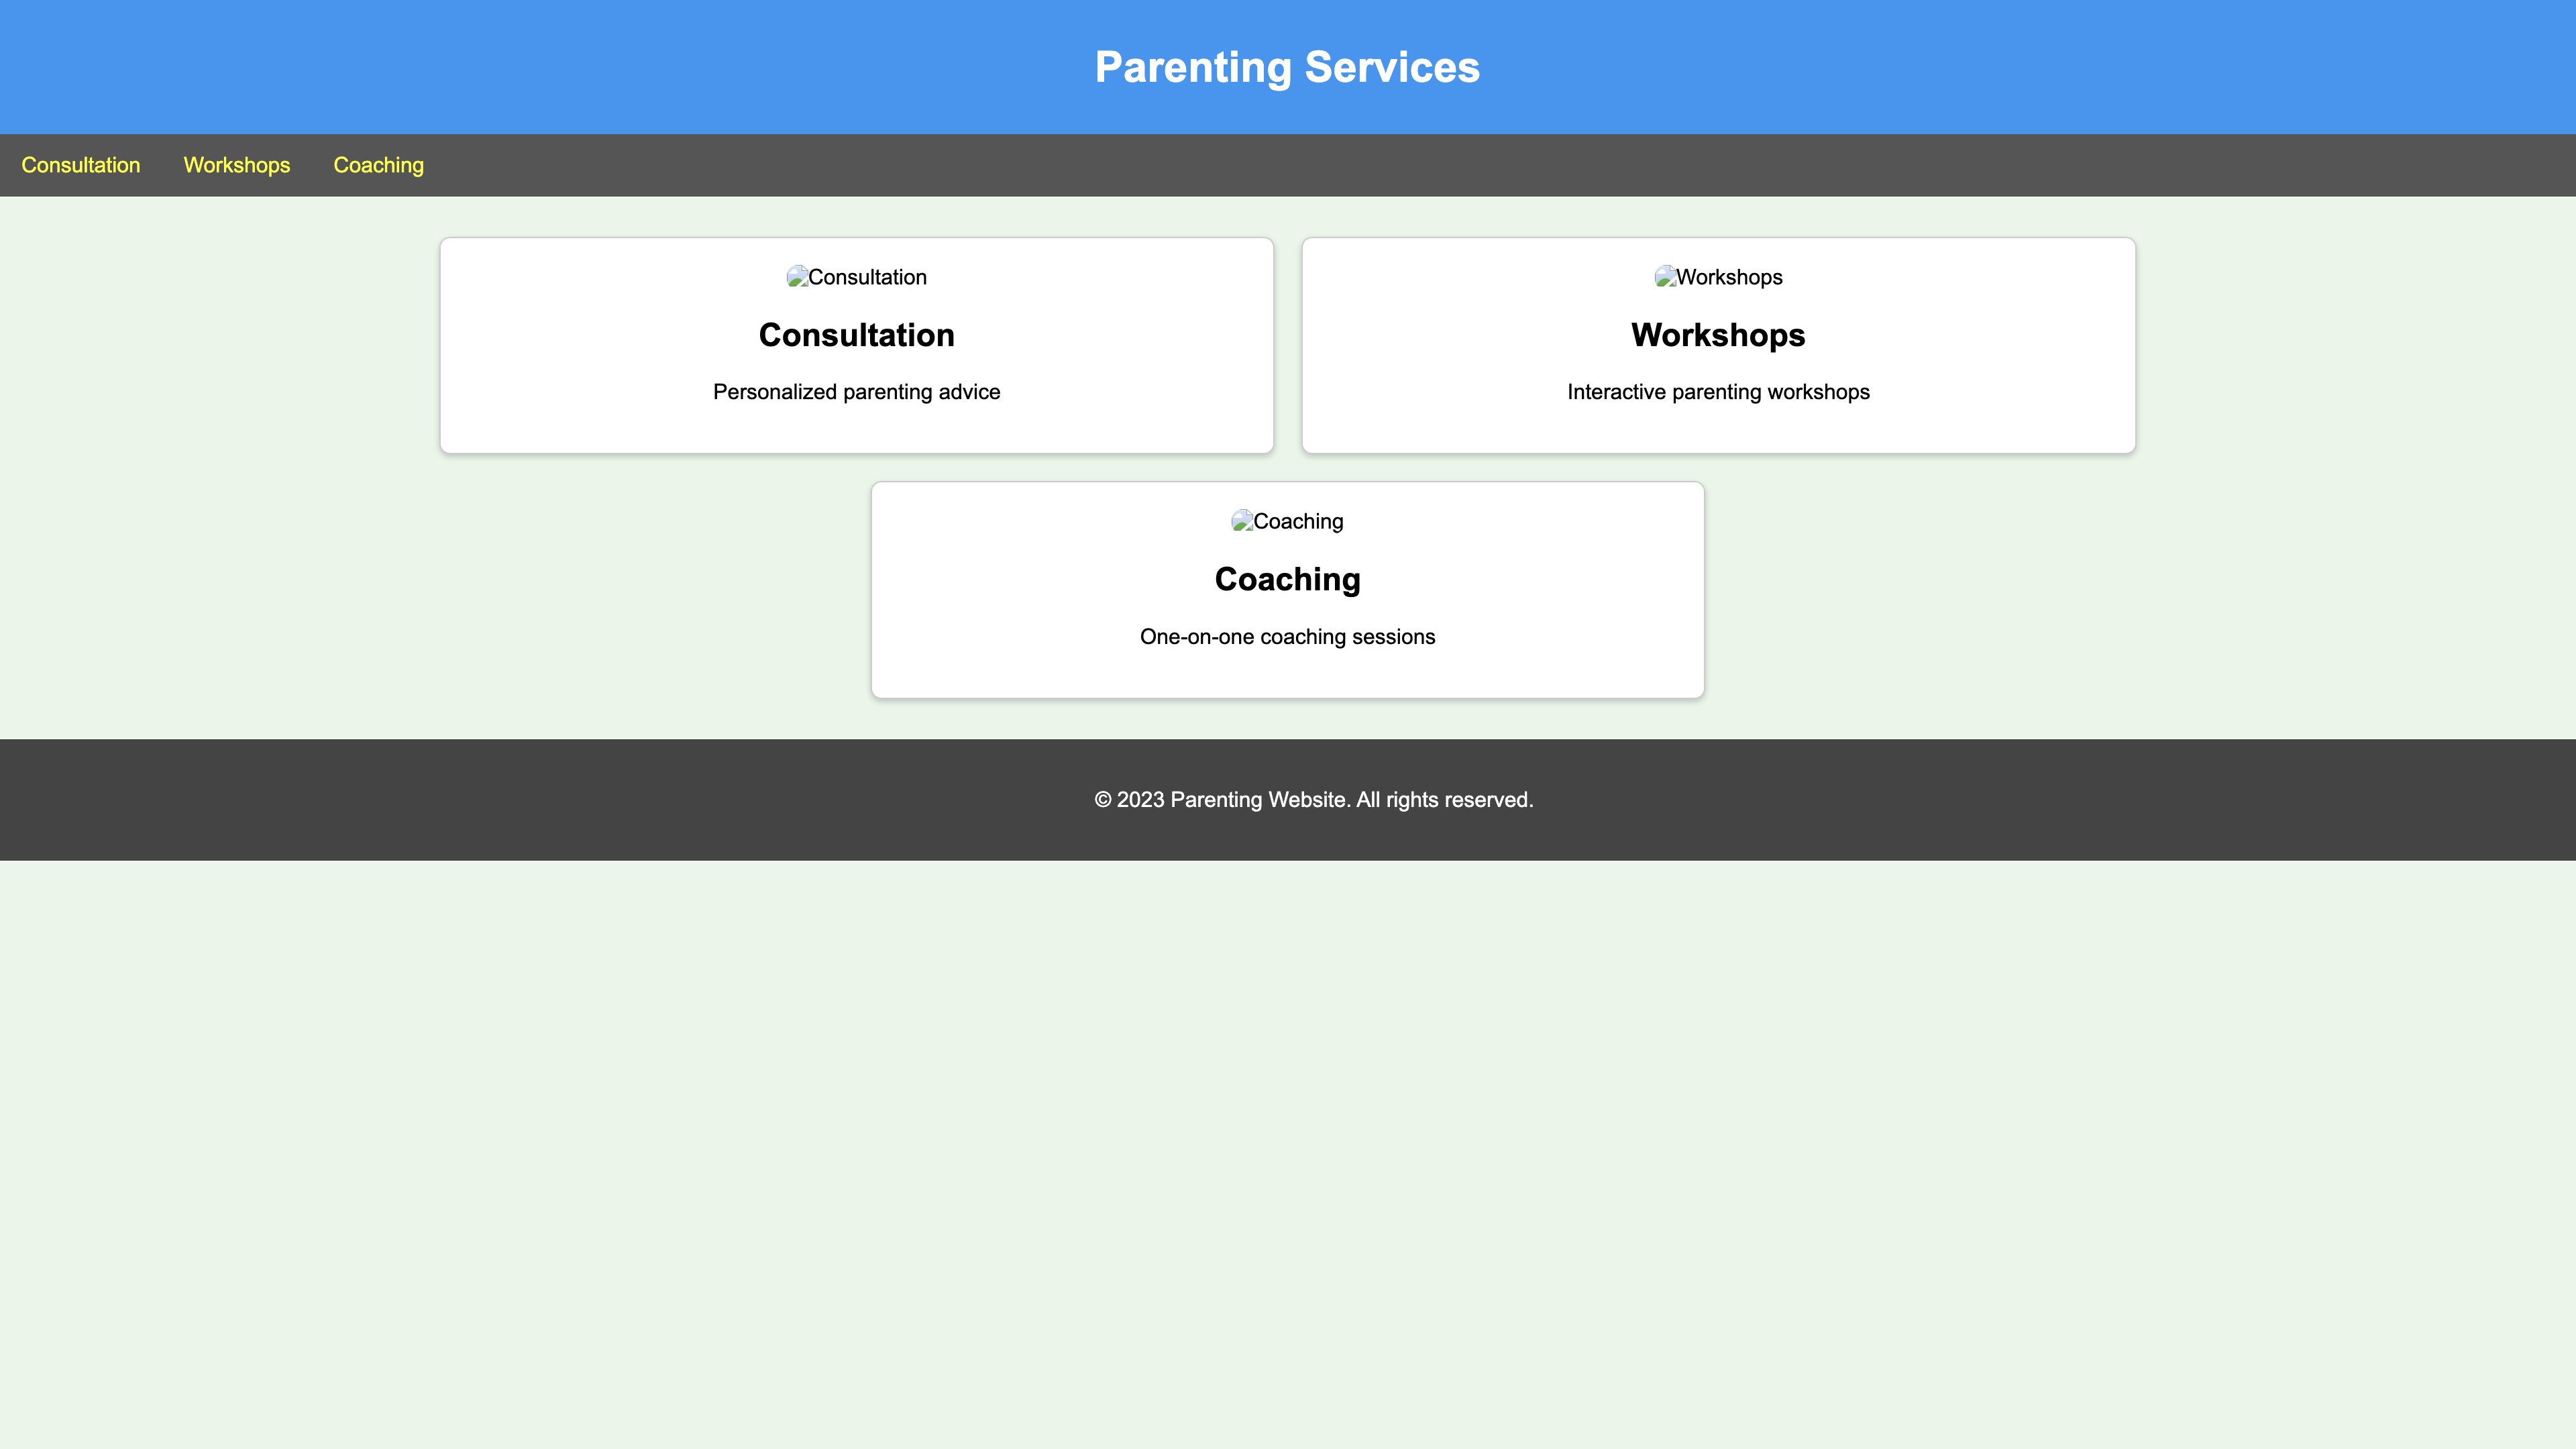 Parenting Services
Consultation Workshops Coaching
Consultation
Consultation
Personalized parenting advice
Workshops
Workshops
Interactive parenting workshops
Coaching
Coaching
One-on-one coaching sessions
© 2023 Parenting Website. All rights reserved.